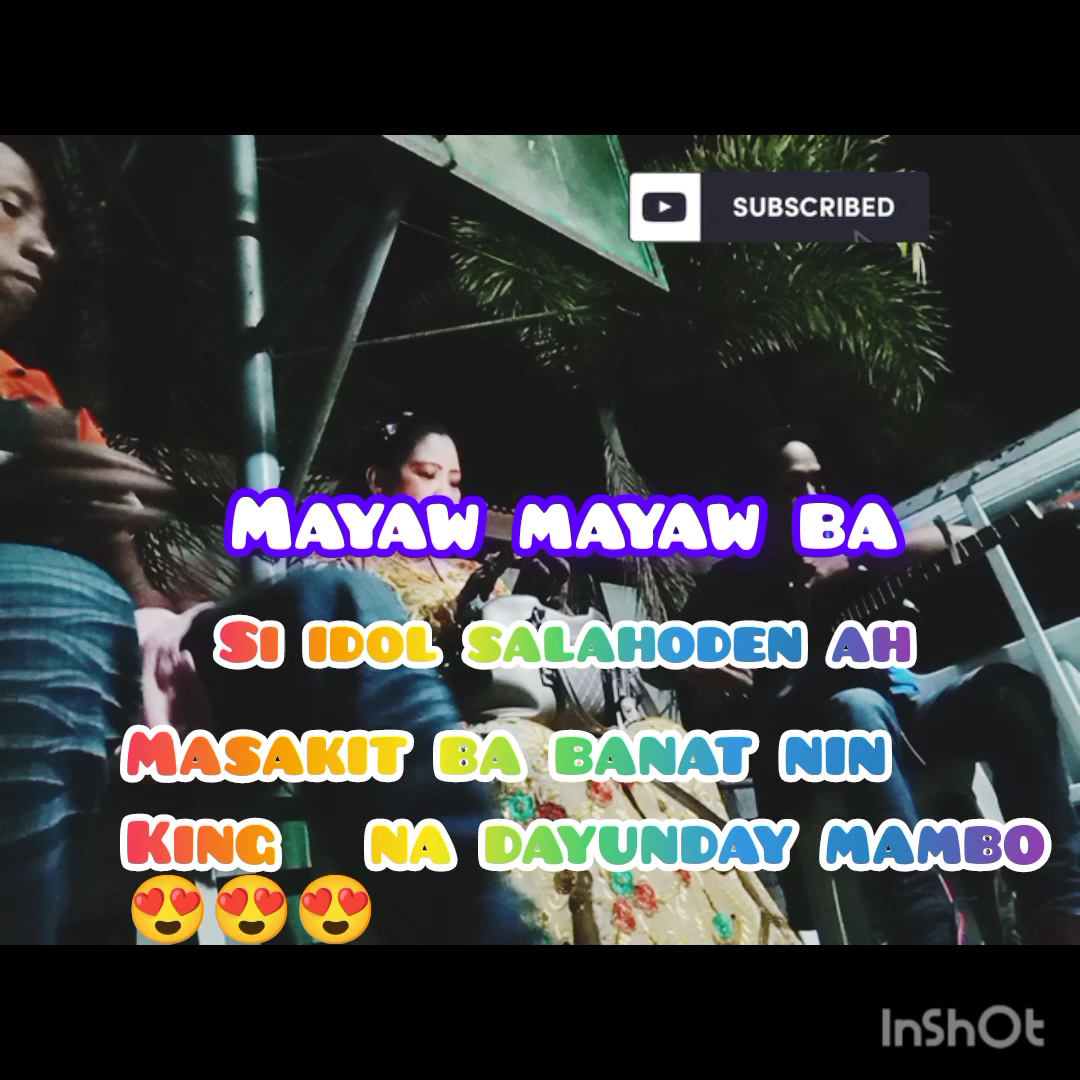 SUBSCRIBED
Mayaw mayaw ba
Si idol salahoden ah
Masakit ba banat nin
King na dayunday mambo
😍😍😍
InShOt